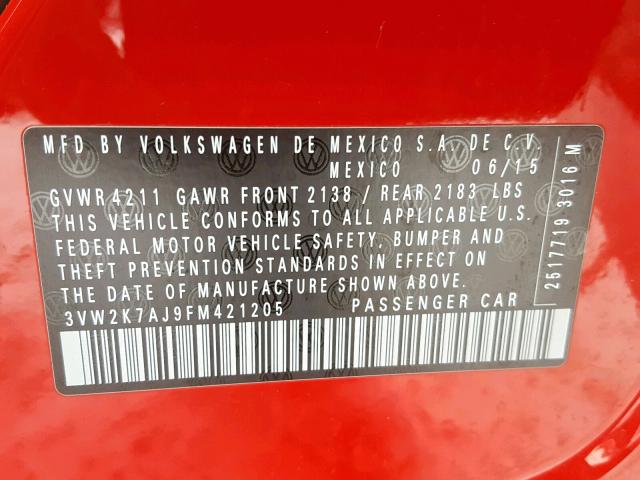 MFD BY VOLKSWAGEN DE MEXICO S.A. DE C.V.
MEXICO 06/15
GVWR4211 GAWR FRONT 2138 / REAR 2183 LBS
THIS VEHICLE CONFORMS TO ALL APPLICABLE U.S.
FEDERAL MOTOR VEHICLE SAFETY, BUMPER AND
THEFT PREVENTION STANDARDS IN EFFECT ON
THE DATE OF MANUFACTURE SHOWN ABOVE.
3VW2K7AJ9FM421205 PASSENGER CAR
2517719 3016 M